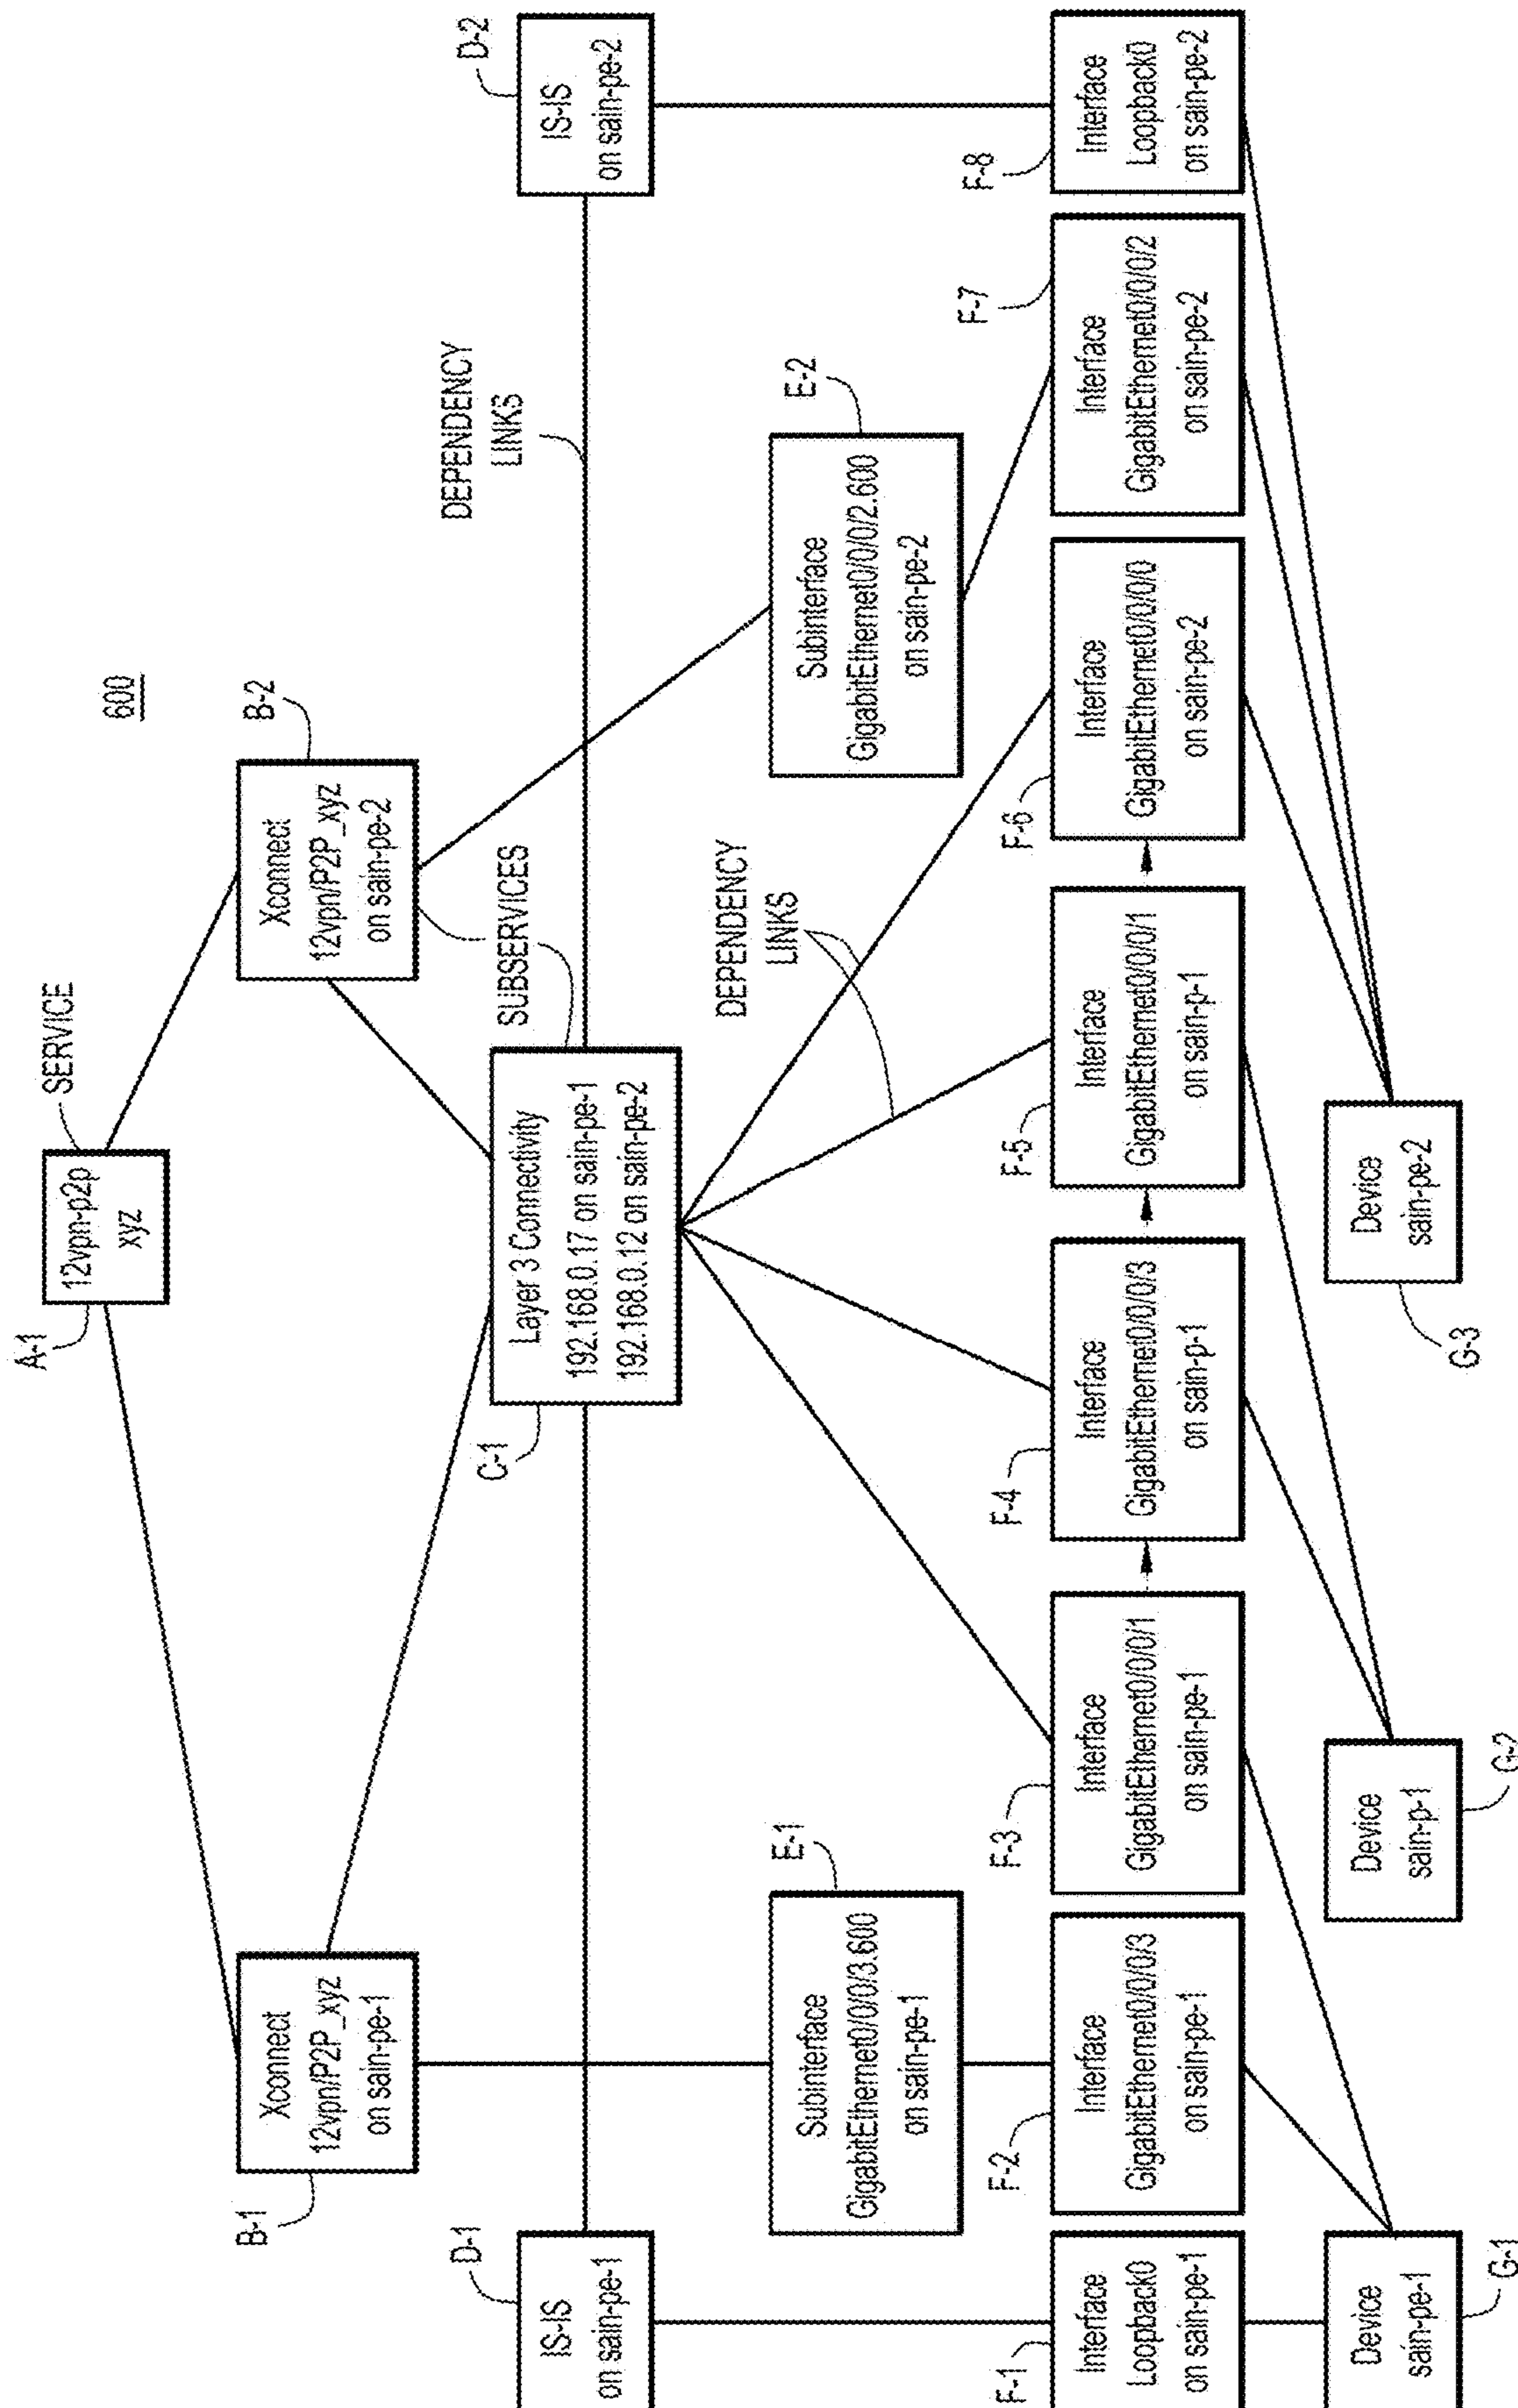 600
A-1
SERVICE
12vpn-p2p
xyz
B-1
Xconnect
12vpn/P2P_xyz
on sain-pe-1
B-2
Xconnect
12vpn/P2P_xyz
on sain-pe-2
SUBSERVICES
DEPENDENCY
LINKS
D-1
IS-IS
on sain-pe-1
C-1
Layer 3 Connectivity
192.168.0.17 on sain-pe-1
192.168.0.12 on sain-pe-2
D-2
IS-IS
on sain-pe-2
E-1
Subinterface
GigabitEthernet0/0/0/3.600
on sain-pe-1
DEPENDENCY
LINKS
E-2
Subinterface
GigabitEthernet0/0/0/2.600
on sain-pe-2
F-1
Interface
Loopback0
on sain-pe-1
F-2
Interface
GigabitEthernet0/0/0/3
on sain-pe-1
F-3
Interface
GigabitEthernet0/0/0/1
on sain-pe-1
F-4
Interface
GigabitEthernet0/0/0/3
on sain-p-1
F-5
Interface
GigabitEthernet0/0/0/1
on sain-p-1
F-6
Interface
GigabitEthernet0/0/0/0
on sain-pe-2
F-7
Interface
GigabitEthernet0/0/0/2
on sain-pe-2
F-8
Interface
Loopback0
on sain-pe-2
Device
sain-pe-1
G-1
Device
sain-p-1
G-2
Device
sain-pe-2
G-3